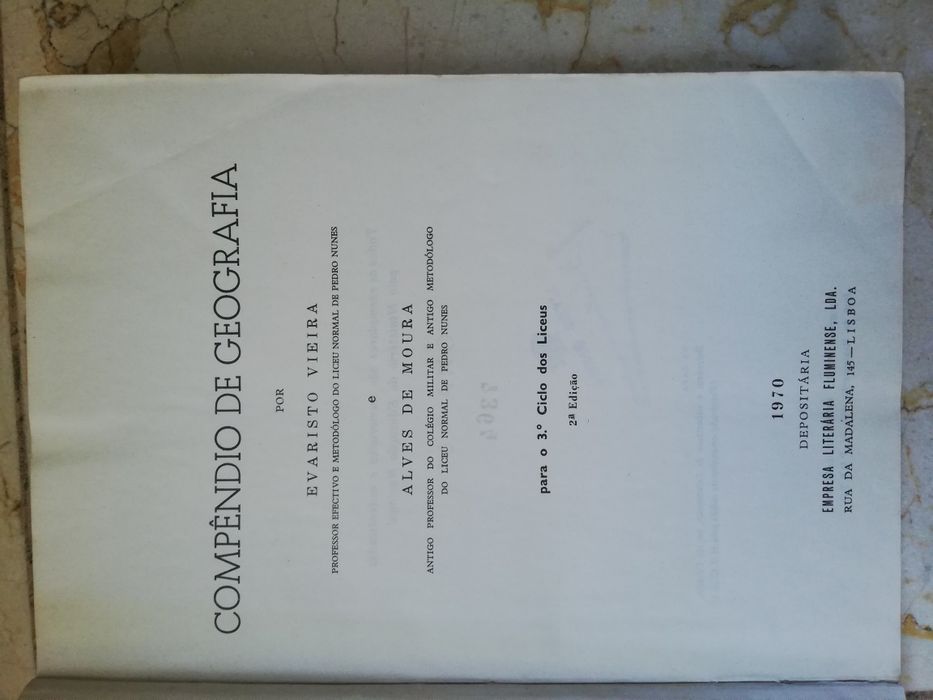 COMPÊNDIO DE GEOGRAFIA
POR
EVARISTO VIEIRA
PROFESSOR EFECTIVO E METODÓLOGO DO LICEU NORMAL DE PEDRO NUNES
e
ALVES DE MOURA
ANTIGO PROFESSOR DO COLÉGIO MILITAR E ANTIGO METODÓLOGO
DO LICEU NORMAL DE PEDRO NUNES
para o 3.º Ciclo dos Liceus
2ª Edição
1970
DEPOSITÁRIA
EMPRESA LITERÁRIA FLUMINENSE, LDA.
RUA DA MADALENA, 145 — LISBOA